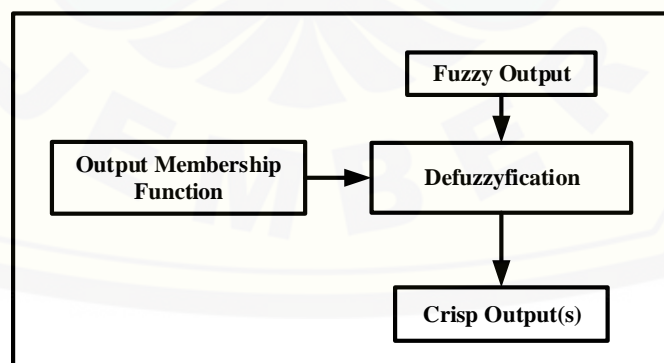 Fuzzy Output
Output Membership
Function
Defuzzyfication
Crisp Output(s)